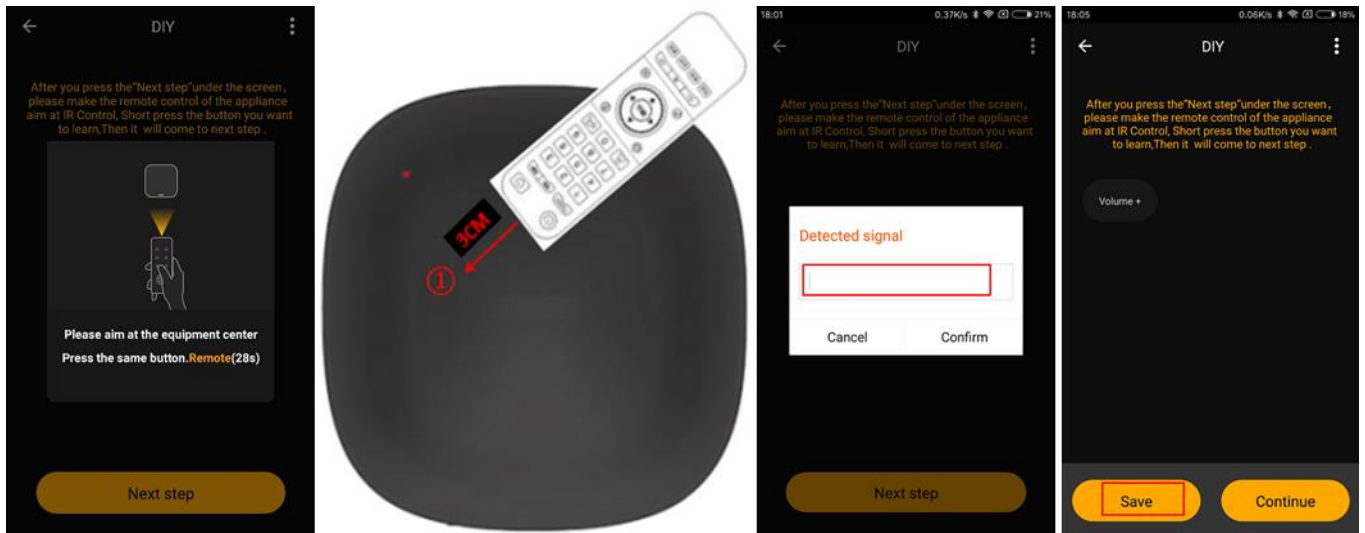 DIY
After you press the"Next step"under the screen,
please make the remote control of the appliance
aim at IR Control, Short press the button you want
to learn,Then it will come to next step .
Please aim at the equipment center
Press the same button.Remote(28s)
Next step
3CM
①
18:01
0.37K/s
21%
DIY
After you press the"Next step"under the screen,
please make the remote control of the appliance
aim at IR Control, Short press the button you want
to learn,Then it will come to next step .
Detected signal
Cancel
Confirm
Next step
18:05
0.06K/s
18%
DIY
After you press the"Next step"under the screen,
please make the remote control of the appliance
aim at IR Control, Short press the button you want
to learn,Then it will come to next step .
Volume +
Save
Continue